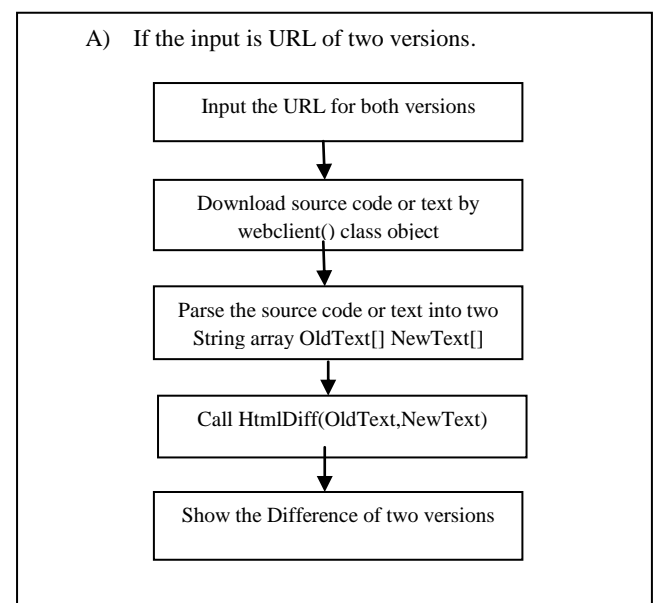 A) If the input is URL of two versions.
Input the URL for both versions
Download source code or text by
webclient() class object
Parse the source code or text into two
String array OldText[] NewText[]
Call HtmlDiff(OldText,NewText)
Show the Difference of two versions